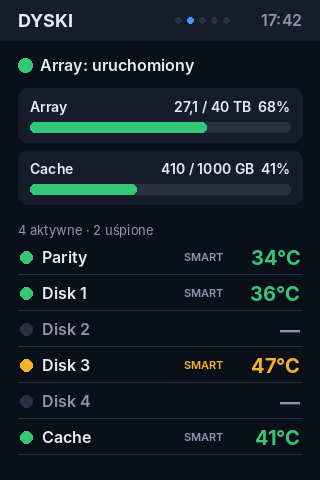 DYSKI 17:42
Array: uruchomiony
Array 27,1 / 40 TB 68%
Cache 410 / 1000 GB 41%
4 aktywne · 2 uśpione
Parity SMART 34°C
Disk 1 SMART 36°C
Disk 2 —
Disk 3 SMART 47°C
Disk 4 —
Cache SMART 41°C